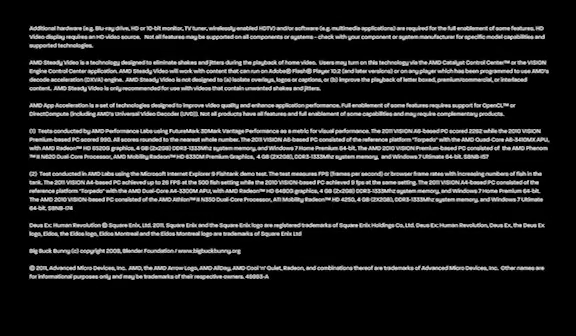 Additional hardware (e.g. Blu-ray drive, HD or 10-bit monitor, TV tuner, wirelessly enabled HDTV) and/or software (e.g. multimedia applications) are required for the full enablement of some features. HD
Video display requires an HD video source.  Not all features may be supported on all components or systems – check with your component or system manufacturer for specific model capabilities and
supported technologies.
AMD Steady Video is a technology designed to eliminate shakes and jitters during the playback of home video.  Users may turn on this technology via the AMD Catalyst Control Center™ or the VISION
Engine Control Center application. AMD Steady Video will work with content that can run on Adobe® Flash® Player 10.2 (and later versions) or on any player which has been programmed to use AMD's
decode acceleration (DXVA) engine.  AMD Steady Video is not designed to (a) isolate overlays, logos or captions, or (b) improve the playback of letter boxed, premium/commercial, or interlaced
content.  AMD Steady Video is only recommended for use with videos that contain unwanted shakes and jitters.
AMD App Acceleration is a set of technologies designed to improve video quality and enhance application performance. Full enablement of some features requires support for OpenCL™ or
DirectCompute (including AMD's Universal Video Decoder (UVD)). Not all products have all features and full enablement of some capabilities and may require complementary products.
(1)  Tests conducted by AMD Performance Labs using FutureMark 3DMark Vantage Performance as a metric for visual performance. The 2011 VISION A6-based PC scored 2252 while the 2010 VISION
Premium-based PC scored 990. All scores rounded to the nearest whole number. The 2011 VISION A6-based PC consisted of the reference platform "Torpedo" with the AMD Quad-Core A6-3410MX APU,
with AMD Radeon™ HD 6520G graphics, 4 GB (2x2GB) DDR3-1333Mhz system memory, and Windows 7 Home Premium 64-bit. The AMD 2010 VISION Premium-based PC consisted of  the AMD Phenom
™ II N620 Dual-Core Processor, AMD Mobility Radeon™ HD 6330M Premium Graphics,  4 GB (2X2GB), DDR3-1333Mhz system memory,  and Windows 7 Ultimate 64-bit. SBNB-157
(2)  Test conducted in AMD Labs using the Microsoft Internet Explorer 9 Fishtank demo test. The test measures FPS (frames per second) or browser frame rates with increasing numbers of fish in the
tank. The 2011 VISION A4-based PC achieved up to 26 FPS at the 500 fish setting while the 2010 VISION-based PC achieved 9 fps at the same setting. The 2011 VISION A4-based PC consisted of the
reference platform "Torpedo" with the AMD Dual-Core A4-3300M APU, with AMD Radeon™ HD 6480G graphics, 4 GB (2x2GB) DDR3-1333Mhz system memory, and Windows 7 Home Premium 64-bit.
The AMD 2010 VISION-based PC consisted of the AMD Athlon™ II N350 Dual-Core Processor, ATI Mobility Radeon™ HD 4250, 4 GB (2X2GB), DDR3-1333Mhz system memory, and Windows 7 Ultimate
64-bit. SBNB-174
Deus Ex: Human Revolution © Square Enix, Ltd. 2011. Square Enix and the Square Enix logo are registered trademarks of Square Enix Holdings Co., Ltd. Deus Ex: Human Revolution, Deus Ex, the Deus Ex
logo, Eidos, the Eidos logo, Eidos Montreal and the Eidos Montreal logo are trademarks of Square Enix Ltd
Big Buck Bunny (c) copyright 2008, Blender Foundation / www.bigbuckbunny.org
© 2011, Advanced Micro Devices, Inc.  AMD, the AMD Arrow Logo, AMD AllDay, AMD Cool 'n' Quiet, Radeon, and combinations thereof are trademarks of Advanced Micro Devices, Inc.  Other names are
for informational purposes only and may be trademarks of their respective owners. 49993-A